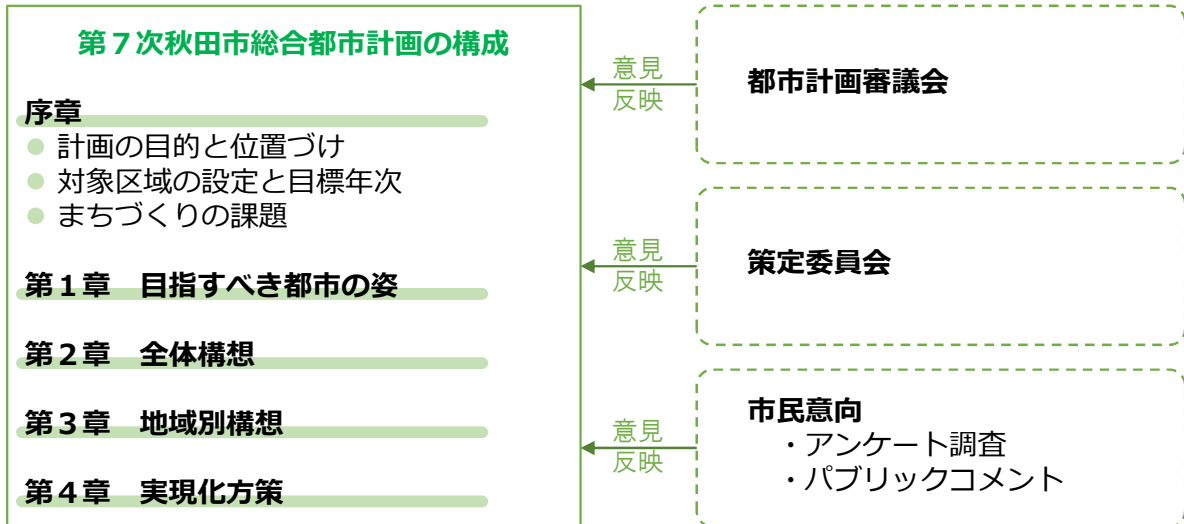 第７次秋田市総合都市計画の構成
序章
● 計画の目的と位置づけ
● 対象区域の設定と目標年次
● まちづくりの課題
第１章　目指すべき都市の姿
第２章　全体構想
第３章　地域別構想
第４章　実現化方策
意見
反映
都市計画審議会
意見
反映
策定委員会
意見
反映
市民意向
・アンケート調査
・パブリックコメント